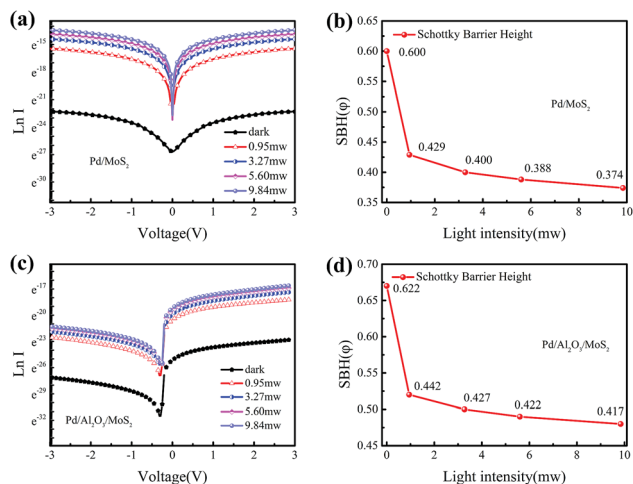 (a)
Ln I
e^-15
e^-18
e^-21
e^-24
e^-27
e^-30
Pd/MoS₂
dark
0.95mw
3.27mw
5.60mw
9.84mw
-3 -2 -1 0 1 2 3
Voltage(V)
(b)
SBH(φ)
0.65
0.60
0.55
0.50
0.45
0.40
0.35
Schottky Barrier Height
0.600
Pd/MoS₂
0.429
0.400
0.388
0.374
0 2 4 6 8 10
Light intensity(mw)
(c)
Ln I
e^-17
e^-20
e^-23
e^-26
e^-29
e^-32
Pd/Al₂O₃/MoS₂
dark
0.95mw
3.27mw
5.60mw
9.84mw
-3 -2 -1 0 1 2 3
Voltage(V)
(d)
SBH(φ)
0.70
0.65
0.60
0.55
0.50
0.45
Schottky Barrier Height
0.622
Pd/Al₂O₃/MoS₂
0.442
0.427
0.422
0.417
0 2 4 6 8 10
Light intensity(mw)